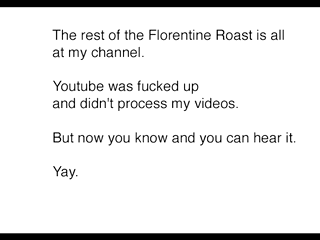 The rest of the Florentine Roast is all
at my channel.
Youtube was fucked up
and didn't process my videos.
But now you know and you can hear it.
Yay.